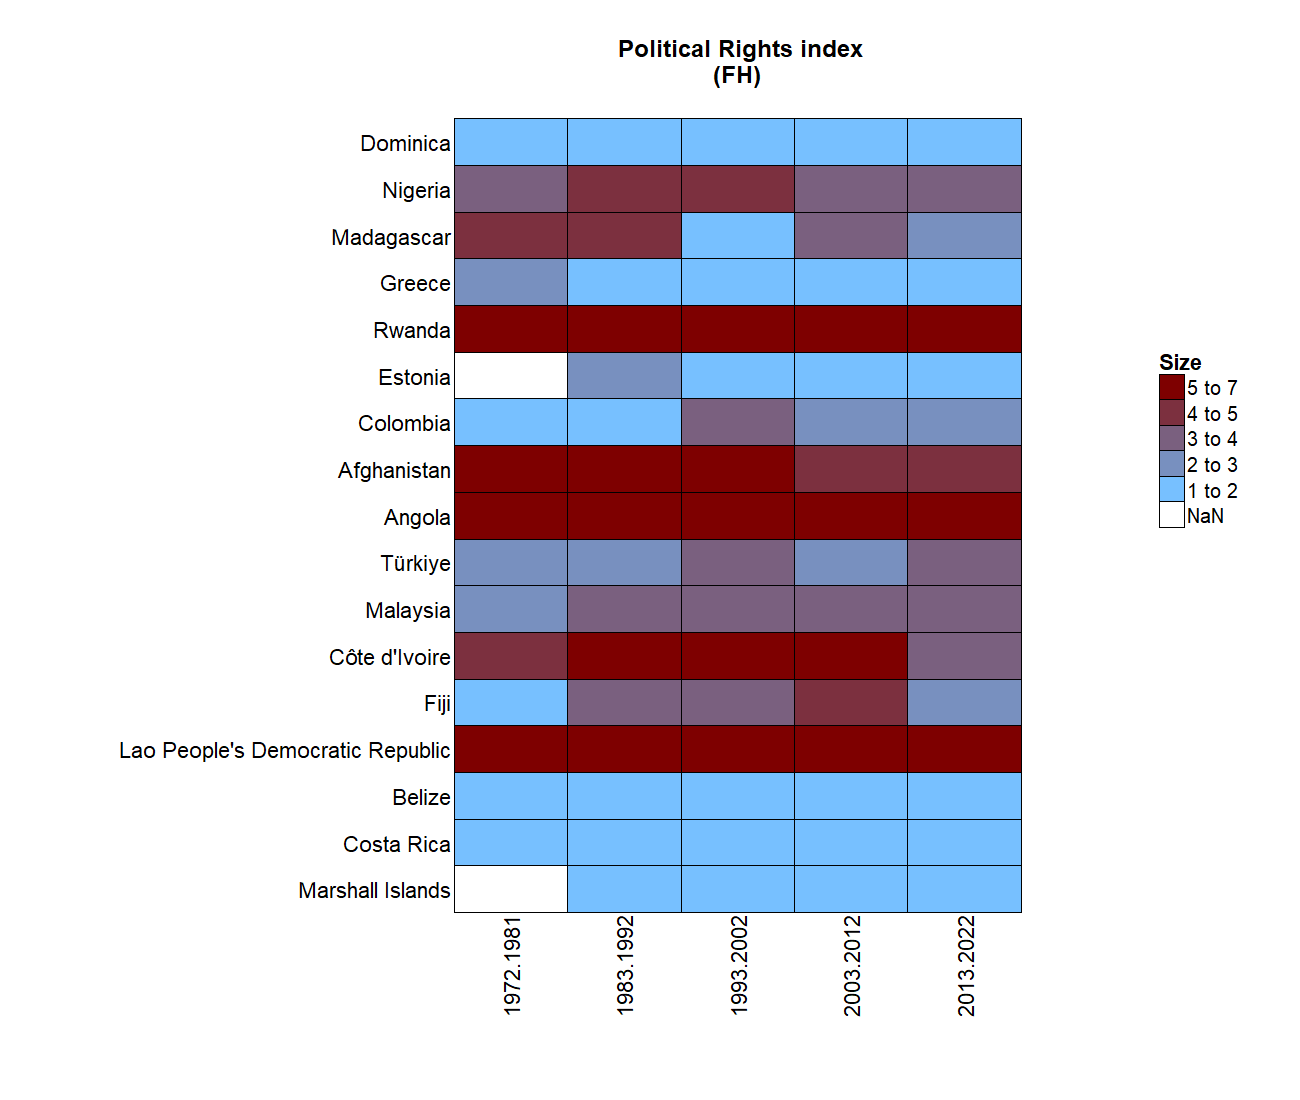 Political Rights index
(FH)
Dominica
Nigeria
Madagascar
Greece
Rwanda
Estonia
Colombia
Afghanistan
Angola
Türkiye
Malaysia
Côte d'Ivoire
Fiji
Lao People's Democratic Republic
Belize
Costa Rica
Marshall Islands
1972.1981
1983.1992
1993.2002
2003.2012
2013.2022
Size
5 to 7
4 to 5
3 to 4
2 to 3
1 to 2
NaN